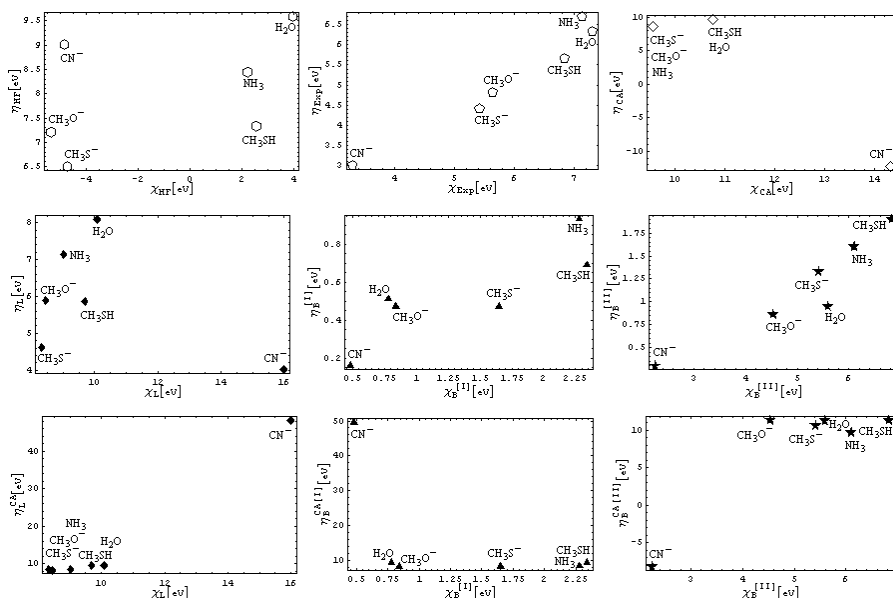 η_HF[eV]
9.5
9
8.5
8
7.5
7
6.5
H₂O
CN⁻
NH₃
CH₃O⁻
CH₃SH
CH₃S⁻
-4 -2 0 2 4
χ_HF[eV]
η_Exp[eV]
6.5
6
5.5
5
4.5
4
3.5
3
NH₃
H₂O
CH₃SH
CH₃O⁻
CH₃S⁻
CN⁻
4 5 6 7
χ_Exp[eV]
η_CA[eV]
10
5
0
-5
-10
CH₃S⁻ CH₃SH
CH₃O⁻ H₂O
NH₃
CN⁻
10 11 12 13 14
χ_CA[eV]
η_L[eV]
8
7
6
5
4
H₂O
NH₃
CH₃O⁻
CH₃SH
CH₃S⁻
CN⁻
10 12 14 16
χ_L[eV]
η_B^[I][eV]
0.8
0.6
0.4
0.2
NH₃
CH₃SH
H₂O
CH₃O⁻
CH₃S⁻
CN⁻
0.5 0.75 1 1.25 1.5 1.75 2 2.25
χ_B^[I][eV]
η_B^[II][eV]
1.75
1.5
1.25
1
0.75
0.5
CH₃SH
NH₃
CH₃S⁻
CH₃O⁻
H₂O
CN⁻
3 4 5 6
χ_B^[II][eV]
η_L^CA[eV]
40
30
20
10
CN⁻
NH₃
CH₃O⁻ H₂O
CH₃S⁻ CH₃SH
10 12 14 16
χ_L[eV]
η_B^CA[I][eV]
50
40
30
20
10
CN⁻
H₂O CH₃O⁻ CH₃S⁻ CH₃SH
NH₃
0.5 0.75 1 1.25 1.5 1.75 2 2.25
χ_B^[I][eV]
η_B^CA[II][eV]
10
5
0
-5
CH₃O⁻ CH₃S⁻ H₂O CH₃SH
NH₃
CN⁻
3 4 5 6
χ_B^[II][eV]